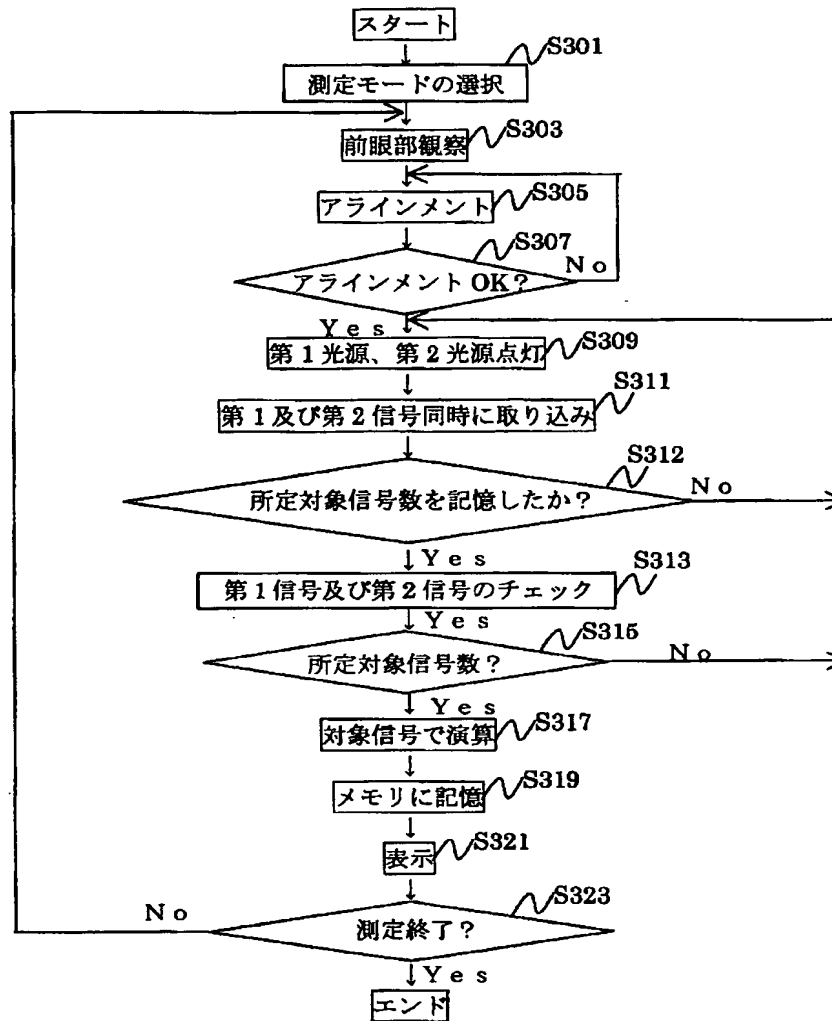 スタート
S301
測定モードの選択
S303
前眼部観察
S305
アラインメント
S307
アラインメント OK？
No
Yes
第1光源、第2光源点灯
S309
S311
第1及び第2信号同時に取り込み
S312
所定対象信号数を記憶したか？
No
Yes
S313
第1信号及び第2信号のチェック
Yes
S315
所定対象信号数？
No
Yes
対象信号で演算
S317
メモリに記憶
S319
表示
S321
No
S323
測定終了？
Yes
エンド